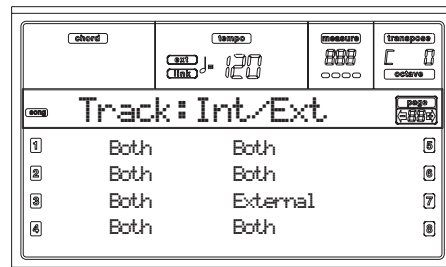 chord tempo measure transpose
ext link ♩= 120 888 C 0
octave
song Track:Int/Ext page
1 Both Both 5
2 Both Both 6
3 Both External 7
4 Both Both 8